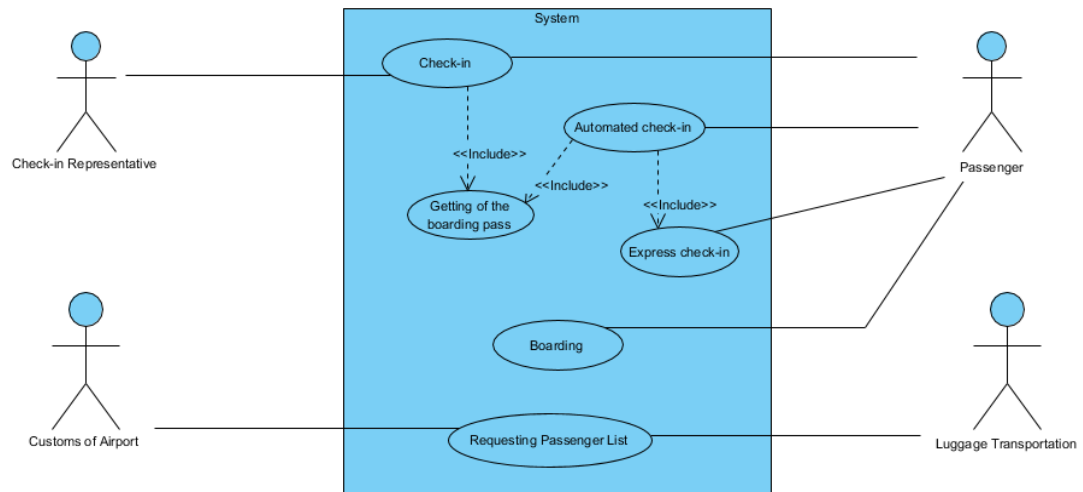 System
Check-in
Automated check-in
Check-in Representative
<<Include>>
Passenger
<<Include>>
Getting of the
boarding pass
<<Include>>
Express check-in
Boarding
Customs of Airport
Requesting Passenger List
Luggage Transportation